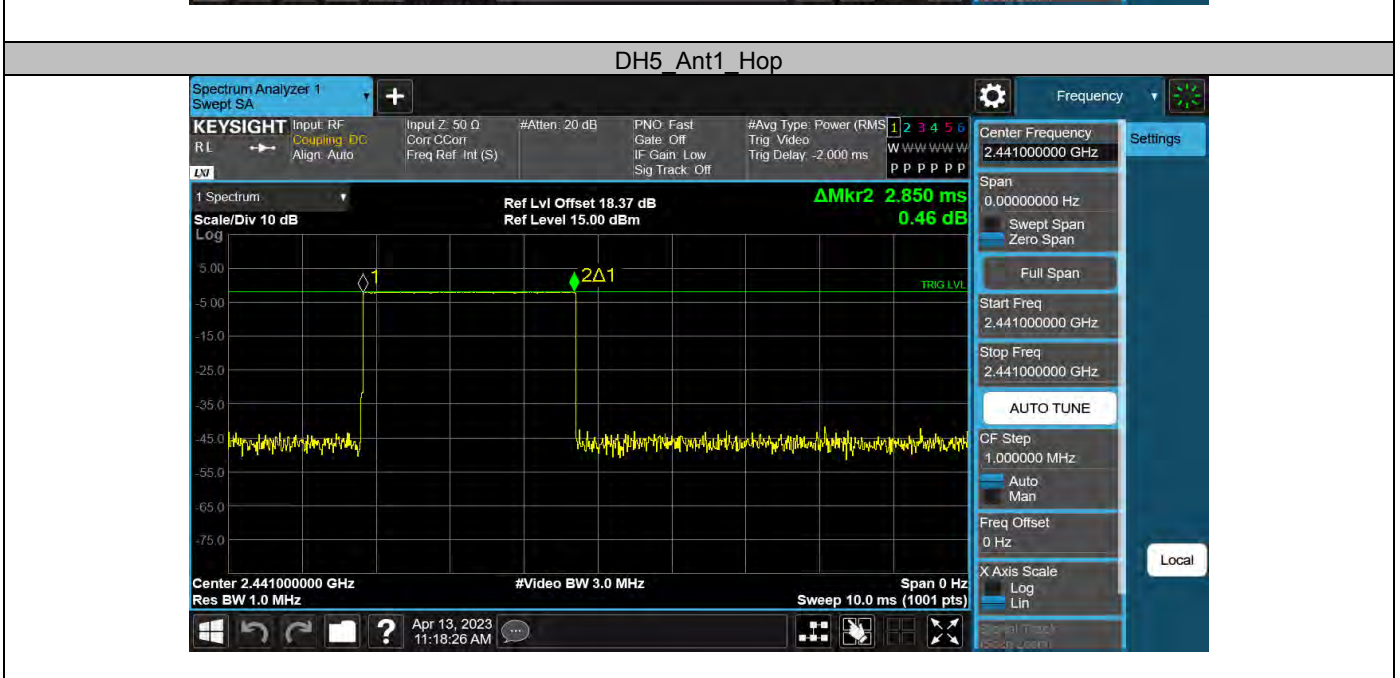 DH5_Ant1_Hop
Spectrum Analyzer 1
Swept SA
+
Frequency
KEYSIGHT
RL
LXI
Input: RF
Coupling: DC
Align: Auto
Input Z: 50 Ω
Corr CCorr
Freq Ref: Int (S)
#Atten: 20 dB
PNO: Fast
Gate: Off
IF Gain: Low
Sig Track: Off
#Avg Type: Power (RMS
Trig: Video
Trig Delay: -2.000 ms
1 2 3 4 5 6
W W W W W W
P P P P P P
1 Spectrum
Scale/Div 10 dB
Log
Ref Lvl Offset 18.37 dB
Ref Level 15.00 dBm
ΔMkr2 2.850 ms
0.46 dB
1
2Δ1
TRIG LVL
5.00
-5.00
-15.0
-25.0
-35.0
-45.0
-55.0
-65.0
-75.0
Center 2.441000000 GHz
Res BW 1.0 MHz
#Video BW 3.0 MHz
Span 0 Hz
Sweep 10.0 ms (1001 pts)
?
Apr 13, 2023
11:18:26 AM
Center Frequency
2.441000000 GHz
Span
0.00000000 Hz
Swept Span
Zero Span
Full Span
Start Freq
2.441000000 GHz
Stop Freq
2.441000000 GHz
AUTO TUNE
CF Step
1.000000 MHz
Auto
Man
Freq Offset
0 Hz
X Axis Scale
Log
Lin
Signal Track
(Span Zoom)
Settings
Local